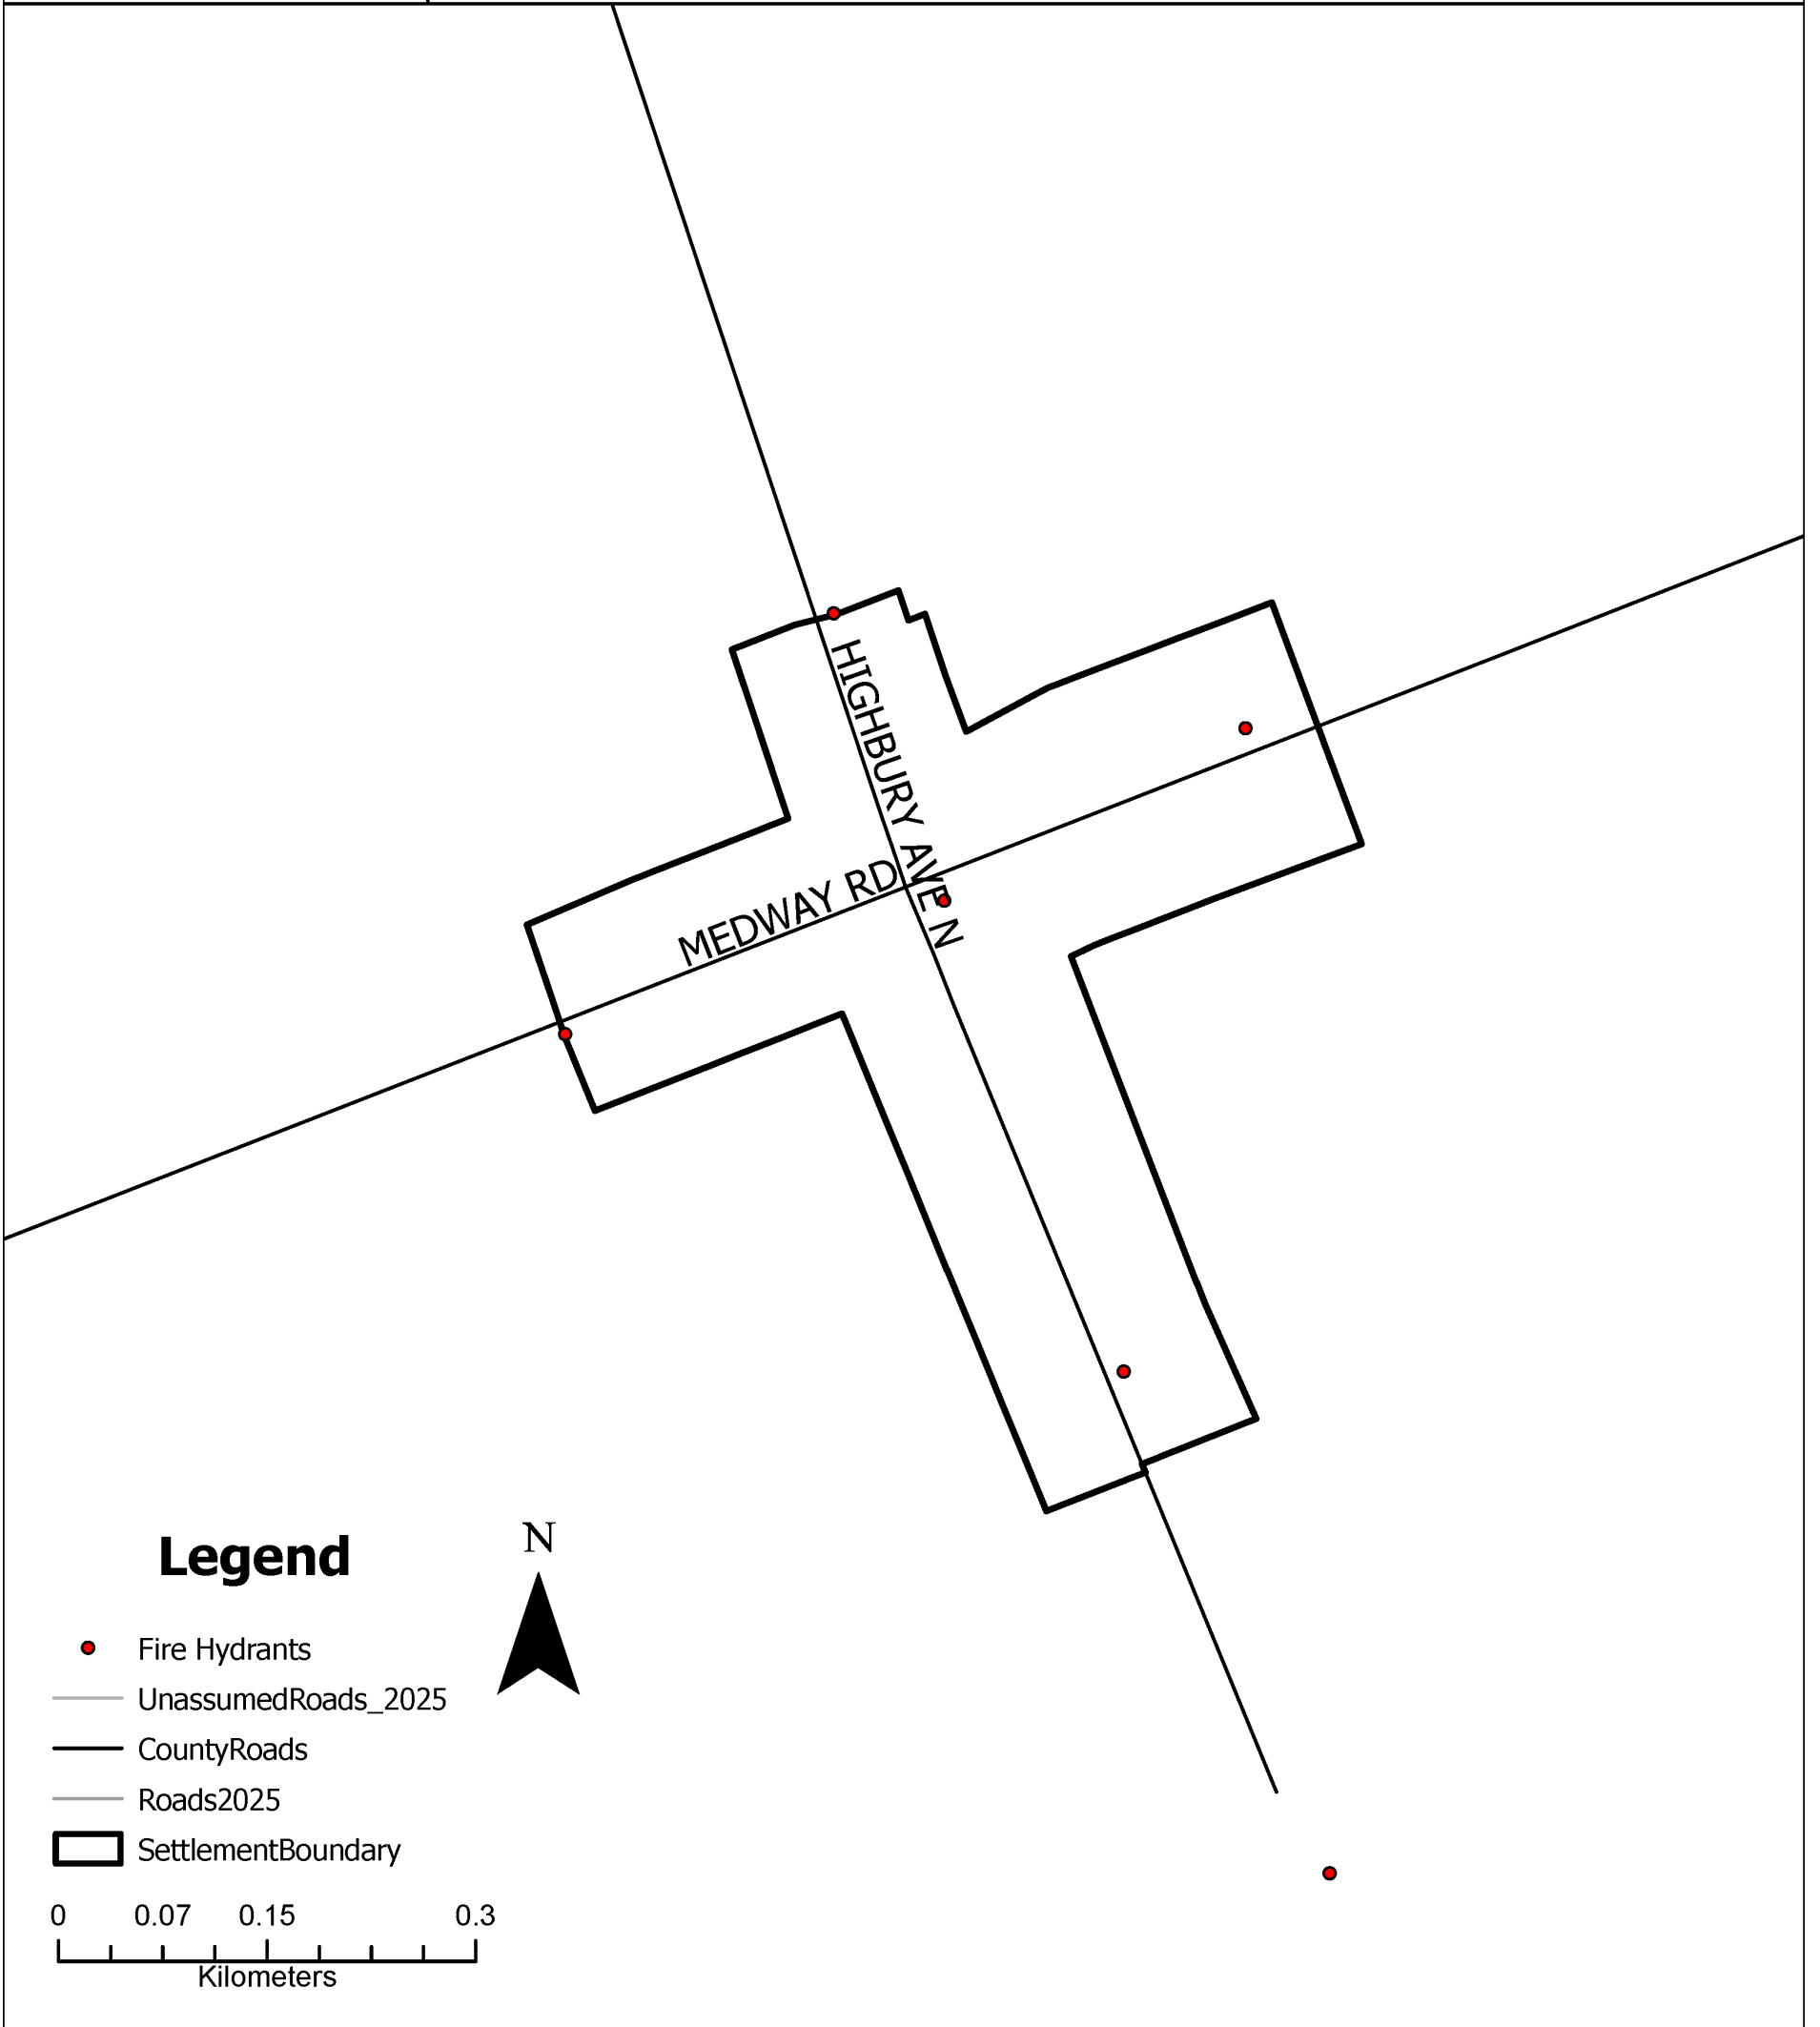 HIGHBURY AVE N
MEDWAY RD
N
Legend
Fire Hydrants
UnassumedRoads_2025
CountyRoads
Roads2025
SettlementBoundary
0 0.07 0.15 0.3
Kilometers